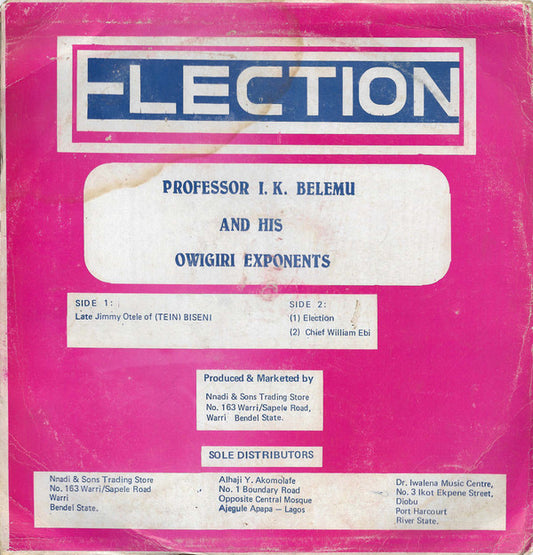 ELECTION
PROFESSOR I. K. BELEMU
AND HIS
OWIGIRI EXPONENTS
SIDE 1:
Late Jimmy Otele of (TEIN) BISENI
SIDE 2:
(1) Election
(2) Chief William Ebi
Produced & Marketed by
Nnadi & Sons Trading Store
No. 163 Warri/Sapele Road,
Warri Bendel State.
SOLE DISTRIBUTORS
Nnadi & Sons Trading Store
No. 163 Warri/Sapele Road
Warri
Bendel State.
Alhaji Y. Akomolafe
No. 1 Boundary Road
Opposite Central Mosque
Ajegule Apapa – Lagos
Dr. Iwalena Music Centre,
No. 3 Ikot Ekpene Street,
Diobu
Port Harcourt
River State.